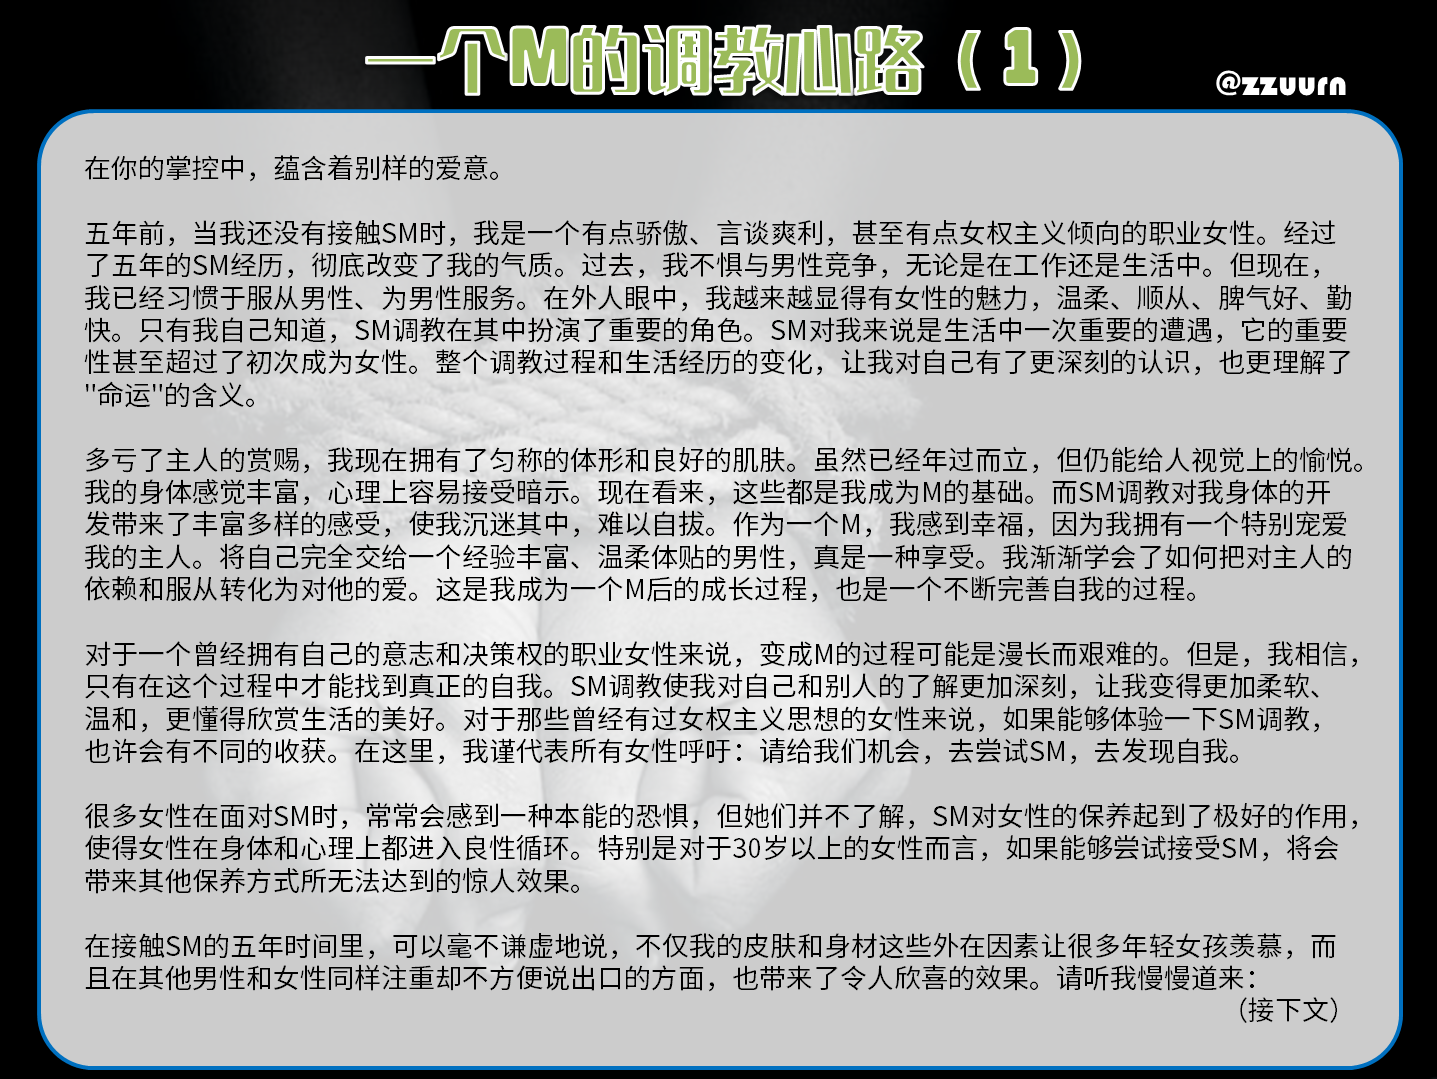 一个M的调教心路（1）
@zzuurn
在你的掌控中，蕴含着别样的爱意。
五年前，当我还没有接触SM时，我是一个有点骄傲、言谈爽利，甚至有点女权主义倾向的职业女性。经过
了五年的SM经历，彻底改变了我的气质。过去，我不惧与男性竞争，无论是在工作还是生活中。但现在，
我已经习惯于服从男性、为男性服务。在外人眼中，我越来越显得有女性的魅力，温柔、顺从、脾气好、勤
快。只有我自己知道，SM调教在其中扮演了重要的角色。SM对我来说是生活中一次重要的遭遇，它的重要
性甚至超过了初次成为女性。整个调教过程和生活经历的变化，让我对自己有了更深刻的认识，也更理解了
"命运"的含义。
多亏了主人的赏赐，我现在拥有了匀称的体形和良好的肌肤。虽然已经年过而立，但仍能给人视觉上的愉悦。
我的身体感觉丰富，心理上容易接受暗示。现在看来，这些都是我成为M的基础。而SM调教对我身体的开
发带来了丰富多样的感受，使我沉迷其中，难以自拔。作为一个M，我感到幸福，因为我拥有一个特别宠爱
我的主人。将自己完全交给一个经验丰富、温柔体贴的男性，真是一种享受。我渐渐学会了如何把对主人的
依赖和服从转化为对他的爱。这是我成为一个M后的成长过程，也是一个不断完善自我的过程。
对于一个曾经拥有自己的意志和决策权的职业女性来说，变成M的过程可能是漫长而艰难的。但是，我相信，
只有在这个过程中才能找到真正的自我。SM调教使我对自己和别人的了解更加深刻，让我变得更加柔软、
温和，更懂得欣赏生活的美好。对于那些曾经有过女权主义思想的女性来说，如果能够体验一下SM调教，
也许会有不同的收获。在这里，我谨代表所有女性呼吁：请给我们机会，去尝试SM，去发现自我。
很多女性在面对SM时，常常会感到一种本能的恐惧，但她们并不了解，SM对女性的保养起到了极好的作用，
使得女性在身体和心理上都进入良性循环。特别是对于30岁以上的女性而言，如果能够尝试接受SM，将会
带来其他保养方式所无法达到的惊人效果。
在接触SM的五年时间里，可以毫不谦虚地说，不仅我的皮肤和身材这些外在因素让很多年轻女孩羡慕，而
且在其他男性和女性同样注重却不方便说出口的方面，也带来了令人欣喜的效果。请听我慢慢道来：
（接下文）